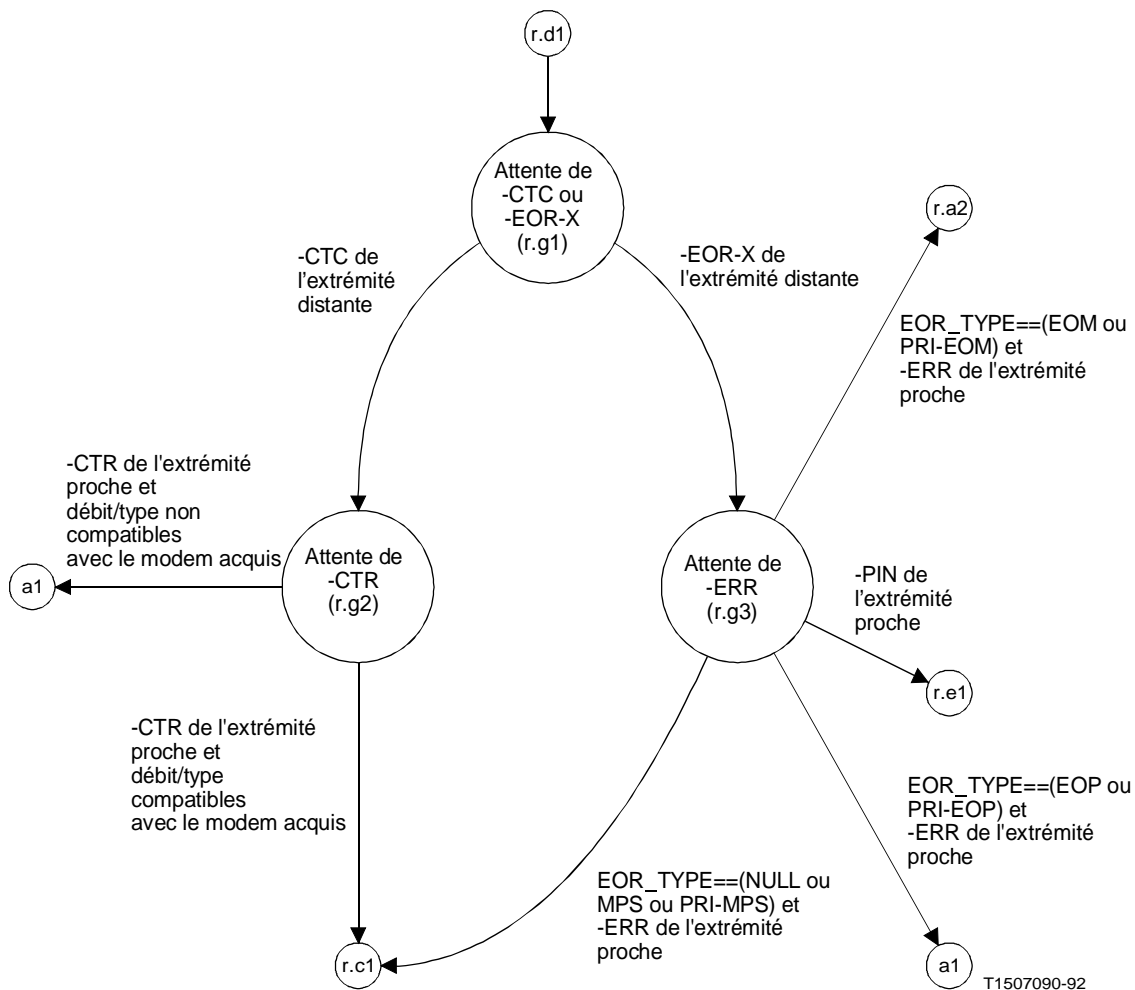 r.d1
Attente de
-CTC ou
-EOR-X
(r.g1)
r.a2
-CTC de
l'extrémité
distante
-EOR-X de
l'extrémité distante
EOR_TYPE==(EOM ou
PRI-EOM) et
-ERR de l'extrémité
proche
-CTR de l'extrémité
proche et
débit/type non
compatibles
avec le modem acquis
a1
Attente de
-CTR
(r.g2)
Attente de
-ERR
(r.g3)
-PIN de
l'extrémité
proche
r.e1
-CTR de l'extrémité
proche et
débit/type
compatibles
avec le modem acquis
EOR_TYPE==(EOP ou
PRI-EOP) et
-ERR de l'extrémité
proche
EOR_TYPE==(NULL ou
MPS ou PRI-MPS) et
-ERR de l'extrémité
proche
r.c1
a1
T1507090-92